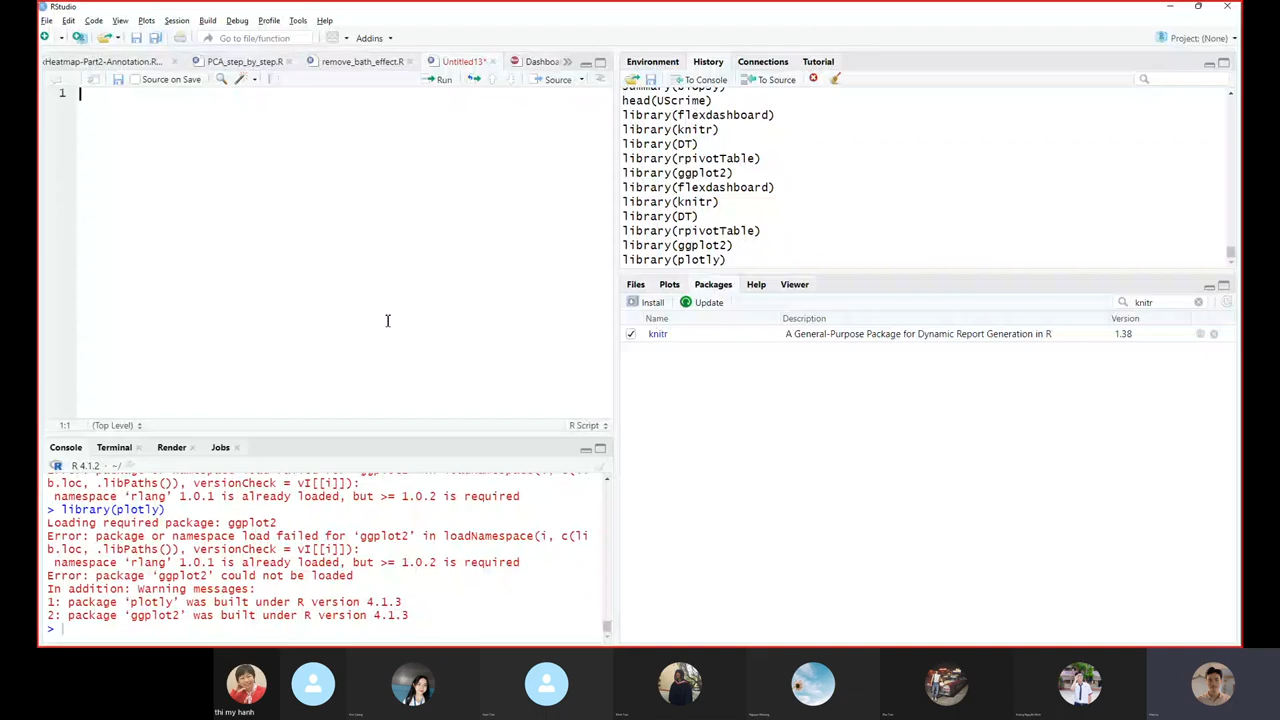 RStudio
File Edit Code View Plots Session Build Debug Profile Tools Help
Go to file/function Addins Project: (None)
xHeatmap-Part2-Annotation.R... PCA_step_by_step.R remove_bath_effect.R Untitled13* Dashboa
Source on Save Run Source
1
1:1 (Top Level) R Script
Console Terminal Render Jobs
R 4.1.2 · ~/
b.loc, .libPaths()), versionCheck = vI[[i]]):
namespace ‘rlang’ 1.0.1 is already loaded, but >= 1.0.2 is required
> library(plotly)
Loading required package: ggplot2
Error: package or namespace load failed for ‘ggplot2’ in loadNamespace(i, c(li
b.loc, .libPaths()), versionCheck = vI[[i]]):
namespace ‘rlang’ 1.0.1 is already loaded, but >= 1.0.2 is required
Error: package ‘ggplot2’ could not be loaded
In addition: Warning messages:
1: package ‘plotly’ was built under R version 4.1.3
2: package ‘ggplot2’ was built under R version 4.1.3
>
Environment History Connections Tutorial
To Console To Source
summary(biopsy)
head(UScrime)
library(flexdashboard)
library(knitr)
library(DT)
library(rpivotTable)
library(ggplot2)
library(flexdashboard)
library(knitr)
library(DT)
library(rpivotTable)
library(ggplot2)
library(plotly)
Files Plots Packages Help Viewer
Install Update knitr
Name Description Version
knitr A General-Purpose Package for Dynamic Report Generation in R 1.38
thi my hanh